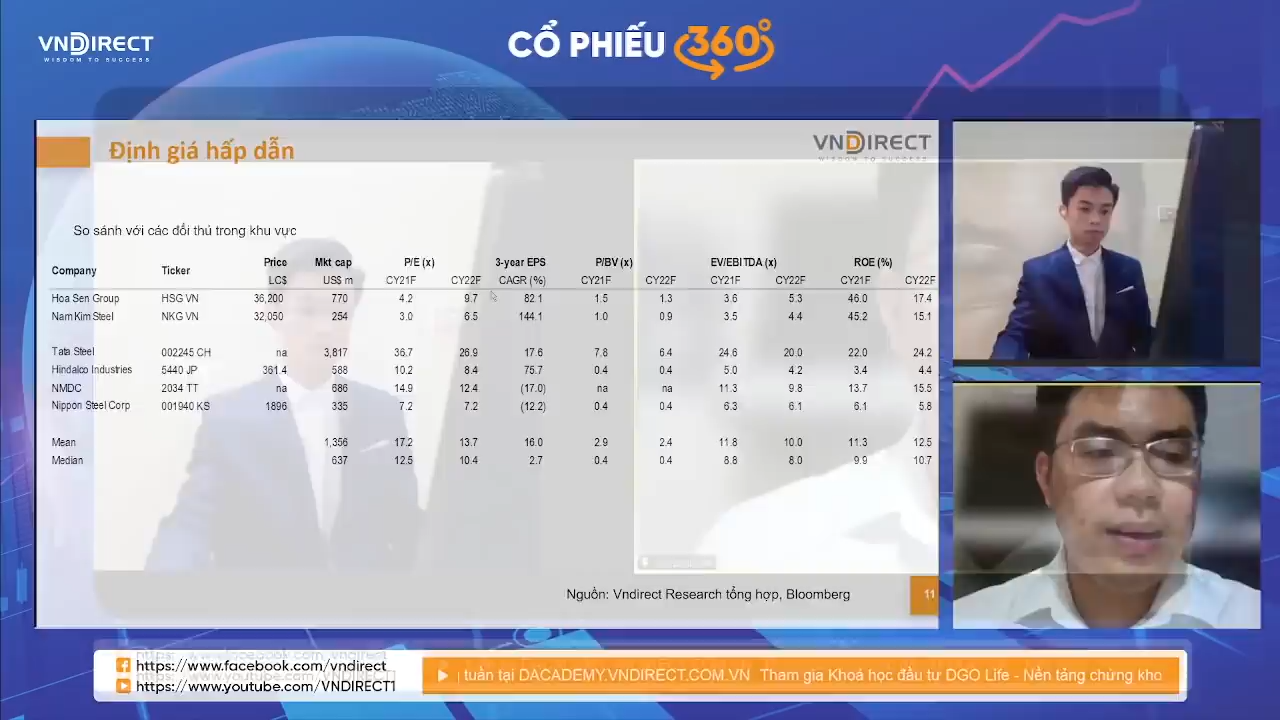 VNDIRECT
WISDOM TO SUCCESS
CỔ PHIẾU 360°
Định giá hấp dẫn
VNDIRECT
WISDOM TO SUCCESS
So sánh với các đối thủ trong khu vực
Price Mkt cap P/E (x) 3-year EPS P/BV (x) EV/EBITDA (x) ROE (%)
Company Ticker
LC$ US$ m CY21F CY22F CAGR (%) CY21F CY22F CY21F CY22F CY21F CY22F
Hoa Sen Group HSG VN 36,200 770 4.2 9.7 82.1 1.5 1.3 3.6 5.3 46.0 17.4
Nam Kim Steel NKG VN 32,050 254 3.0 6.5 144.1 1.0 0.9 3.5 4.4 45.2 15.1
Tata Steel 002245 CH na 3,817 36.7 26.9 17.6 7.8 6.4 24.6 20.0 22.0 24.2
Hindalco Industries 5440 JP 361.4 588 10.2 8.4 75.7 0.4 0.4 5.0 4.2 3.4 4.4
NMDC 2034 TT na 686 14.9 12.4 (17.0) na na 11.3 9.8 13.7 15.5
Nippon Steel Corp 001940 KS 1896 335 7.2 7.2 (12.2) 0.4 0.4 6.3 6.1 6.1 5.8
Mean 1,356 17.2 13.7 16.0 2.9 2.4 11.8 10.0 11.3 12.5
Median 637 12.5 10.4 2.7 0.4 0.4 8.8 8.0 9.9 10.7
Nguồn: Vndirect Research tổng hợp, Bloomberg
11
https://www.facebook.com/vndirect
https://www.youtube.com/VNDIRECT1
tuần tại DACADEMY.VNDIRECT.COM.VN Tham gia Khoá học đầu tư DGO Life - Nền tảng chứng kho